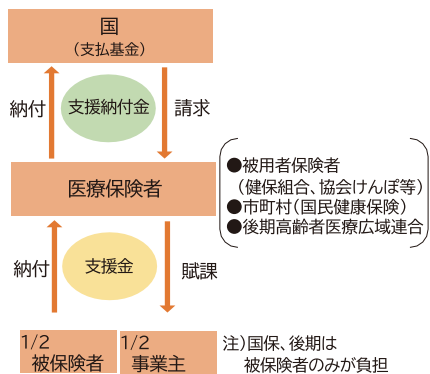 国
（支払基金）
納付
支援納付金
請求
医療保険者
●被用者保険者
（健保組合、協会けんぽ等）
●市町村（国民健康保険）
●後期高齢者医療広域連合
納付
支援金
賦課
1/2
被保険者
1/2
事業主
注）国保、後期は
被保険者のみが負担